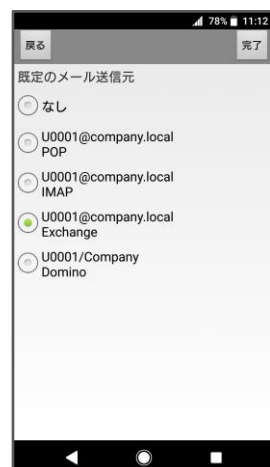 78% 11:12
戻る 完了
既定のメール送信元
なし
U0001@company.local
POP
U0001@company.local
IMAP
U0001@company.local
Exchange
U0001/Company
Domino